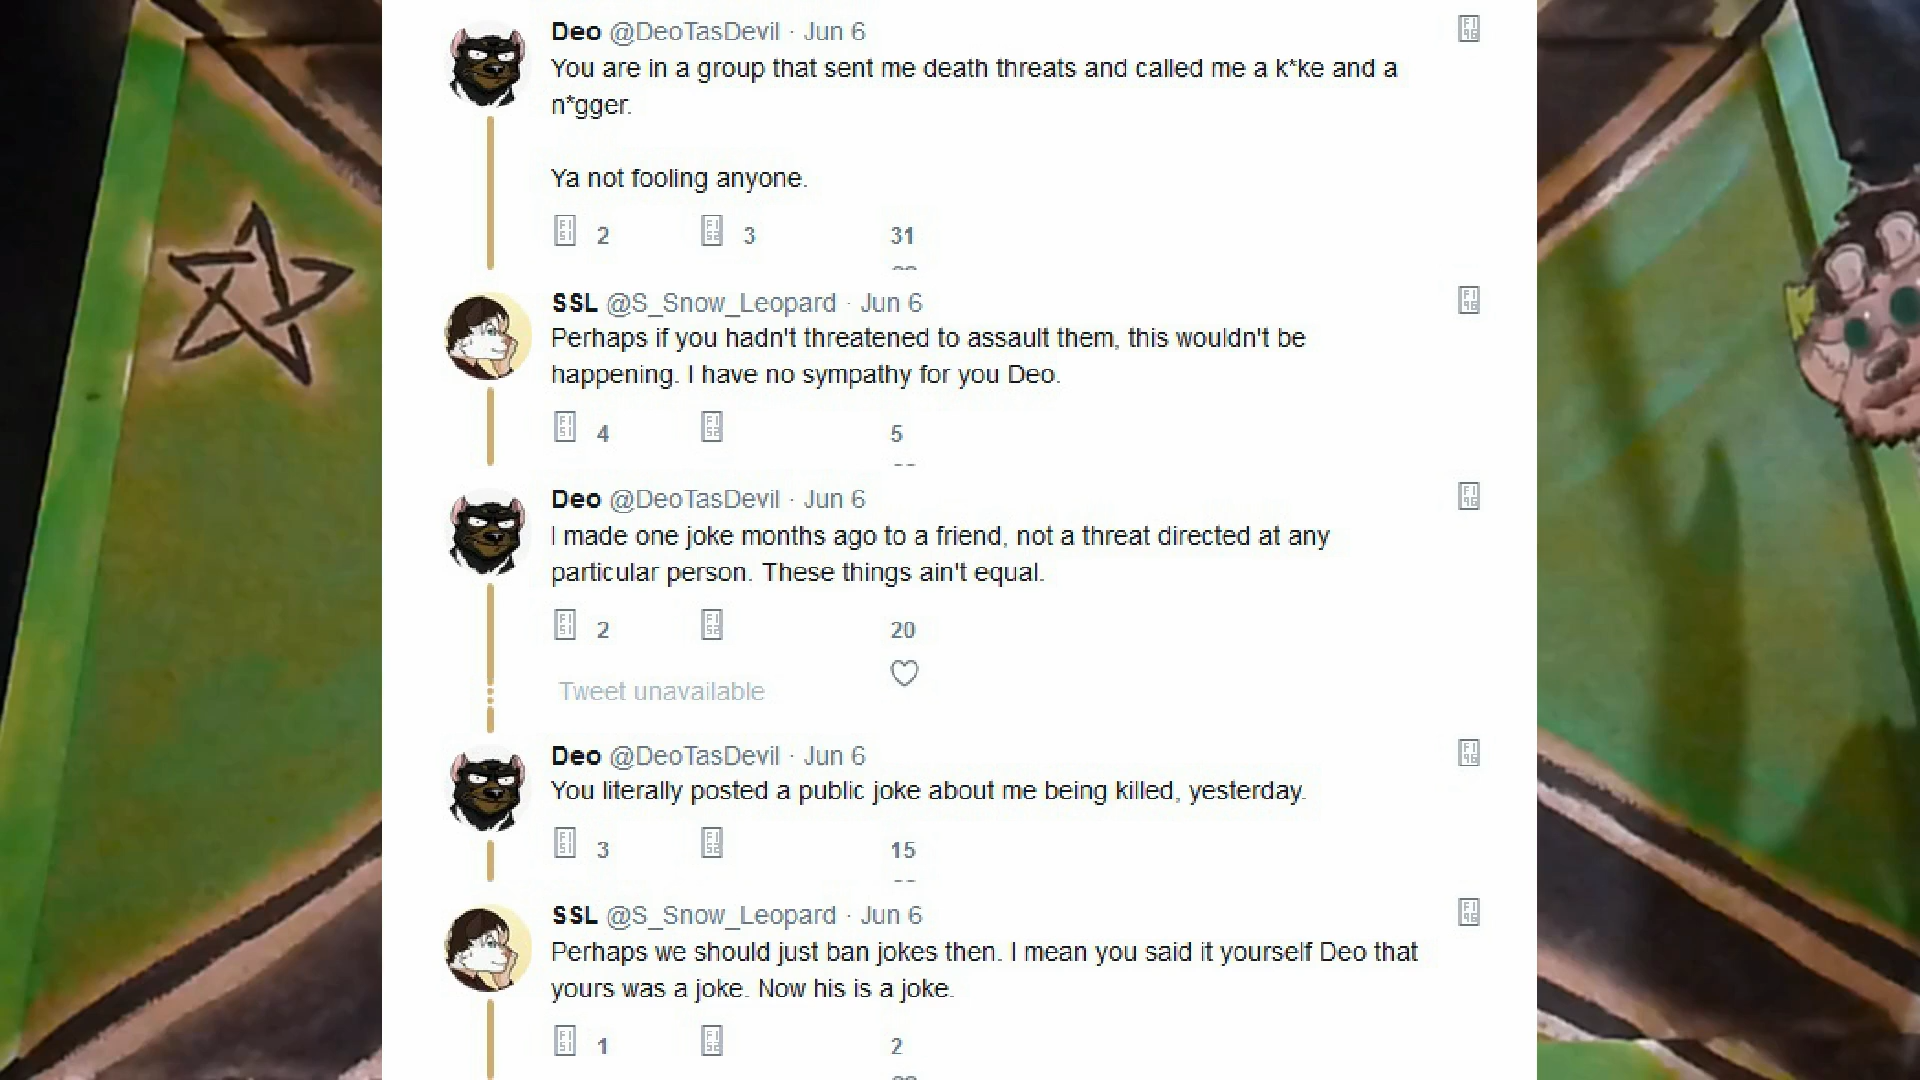 Deo @DeoTasDevil · Jun 6
You are in a group that sent me death threats and called me a k*ke and a
n*gger.
Ya not fooling anyone.
2 3 31
SSL @S_Snow_Leopard · Jun 6
Perhaps if you hadn't threatened to assault them, this wouldn't be
happening. I have no sympathy for you Deo.
4 5
Deo @DeoTasDevil · Jun 6
I made one joke months ago to a friend, not a threat directed at any
particular person. These things ain't equal.
2 20
Tweet unavailable
Deo @DeoTasDevil · Jun 6
You literally posted a public joke about me being killed, yesterday.
3 15
SSL @S_Snow_Leopard · Jun 6
Perhaps we should just ban jokes then. I mean you said it yourself Deo that
yours was a joke. Now his is a joke.
1 2